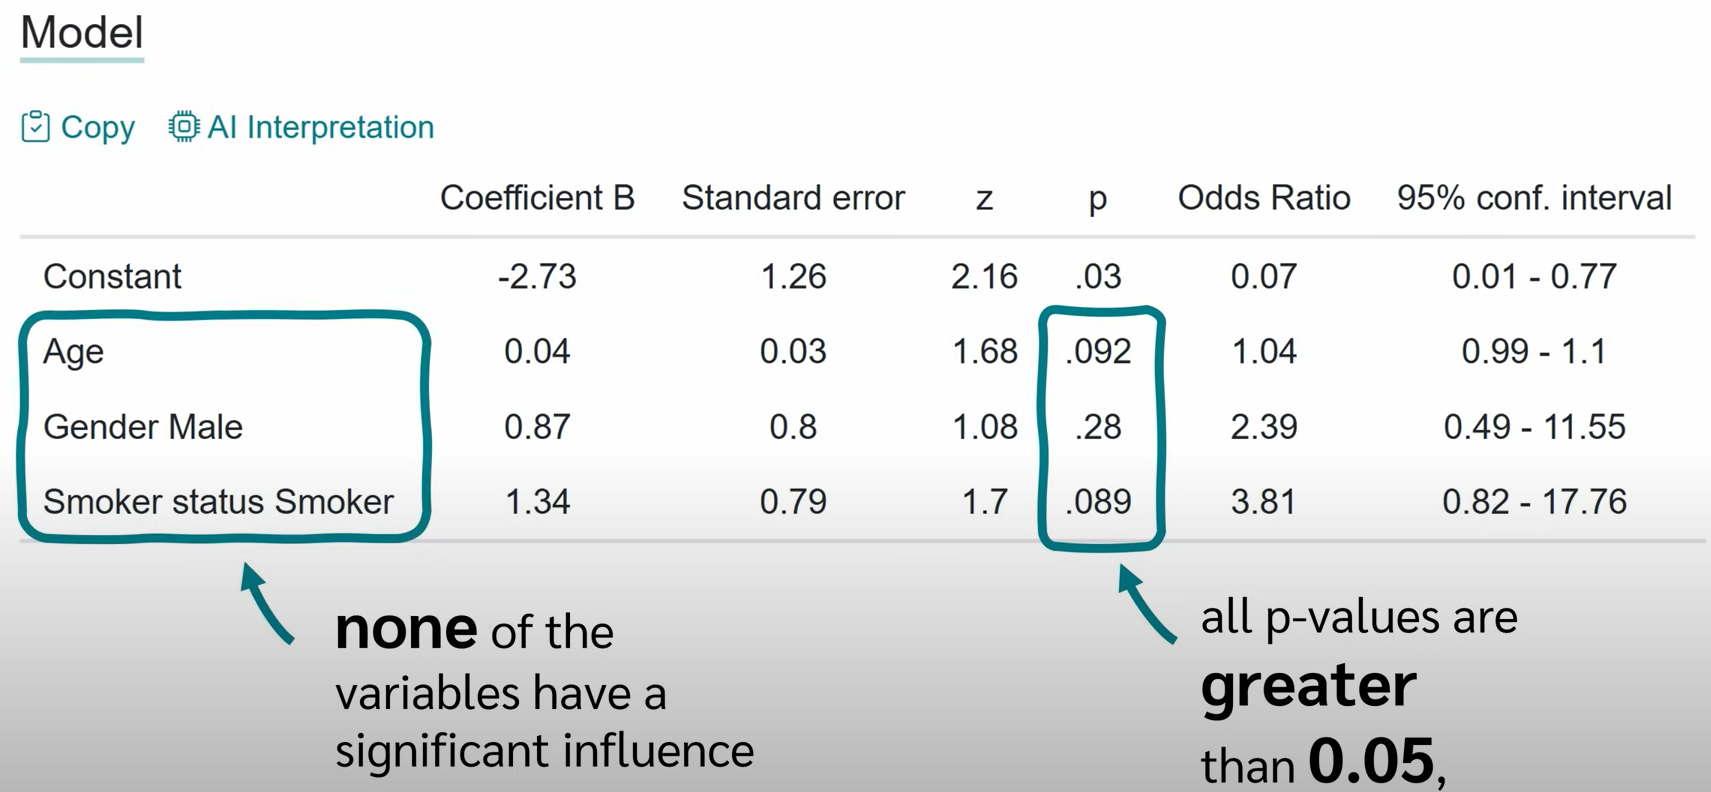 Model
Copy AI Interpretation
Coefficient B Standard error z p Odds Ratio 95% conf. interval
Constant -2.73 1.26 2.16 .03 0.07 0.01 - 0.77
Age 0.04 0.03 1.68 .092 1.04 0.99 - 1.1
Gender Male 0.87 0.8 1.08 .28 2.39 0.49 - 11.55
Smoker status Smoker 1.34 0.79 1.7 .089 3.81 0.82 - 17.76
none of the
variables have a
significant influence
all p-values are
greater
than 0.05,